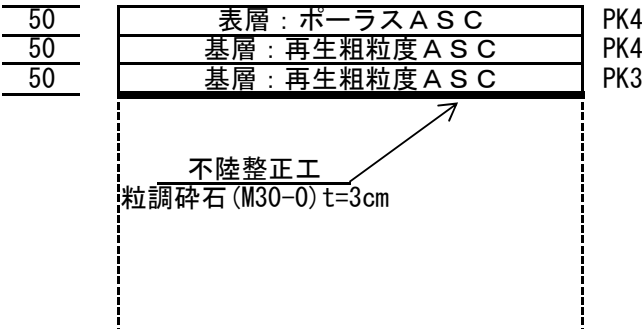 50 表層：ポーラスＡＳＣ PK4
50 基層：再生粗粒度ＡＳＣ PK4
50 基層：再生粗粒度ＡＳＣ PK3
不陸整正工
粒調砕石(M30-0)t=3cm